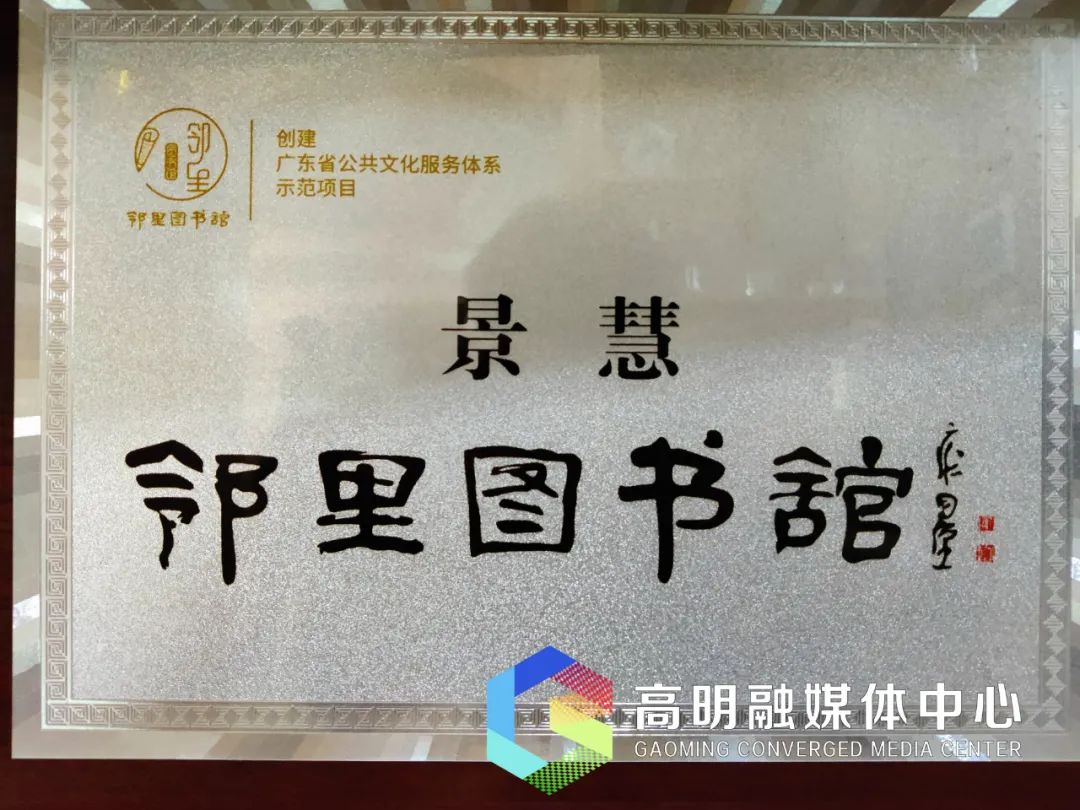 邻里
邻里图书舘
创建
广东省公共文化服务体系
示范项目
景慧
邻里图书舘
高明融媒体中心
GAOMING CONVERGED MEDIA CENTER